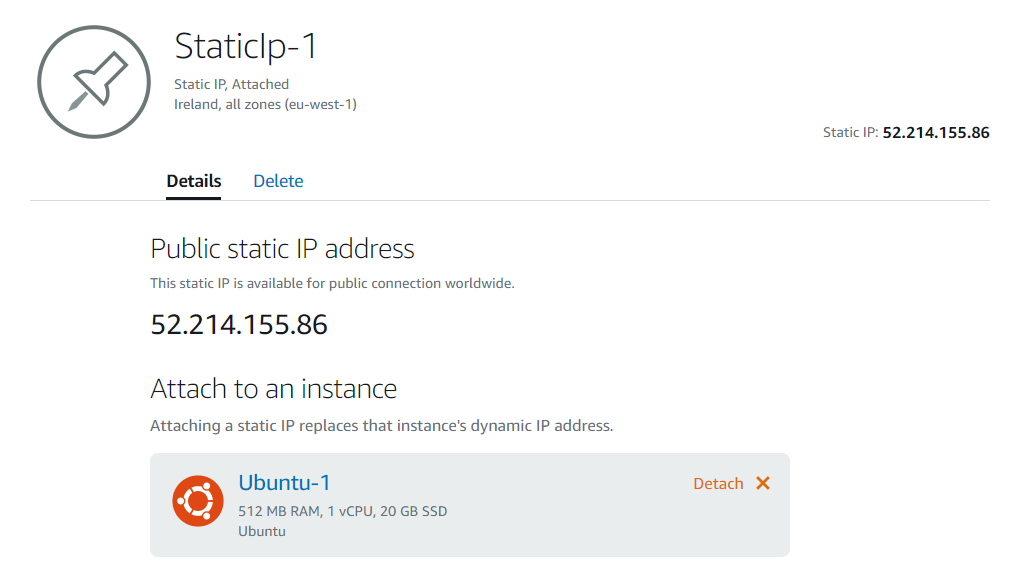 StaticIp-1
Static IP, Attached
Ireland, all zones (eu-west-1)
Static IP: 52.214.155.86
Details
Delete
Public static IP address
This static IP is available for public connection worldwide.
52.214.155.86
Attach to an instance
Attaching a static IP replaces that instance's dynamic IP address.
Ubuntu-1
Detach
512 MB RAM, 1 vCPU, 20 GB SSD
Ubuntu